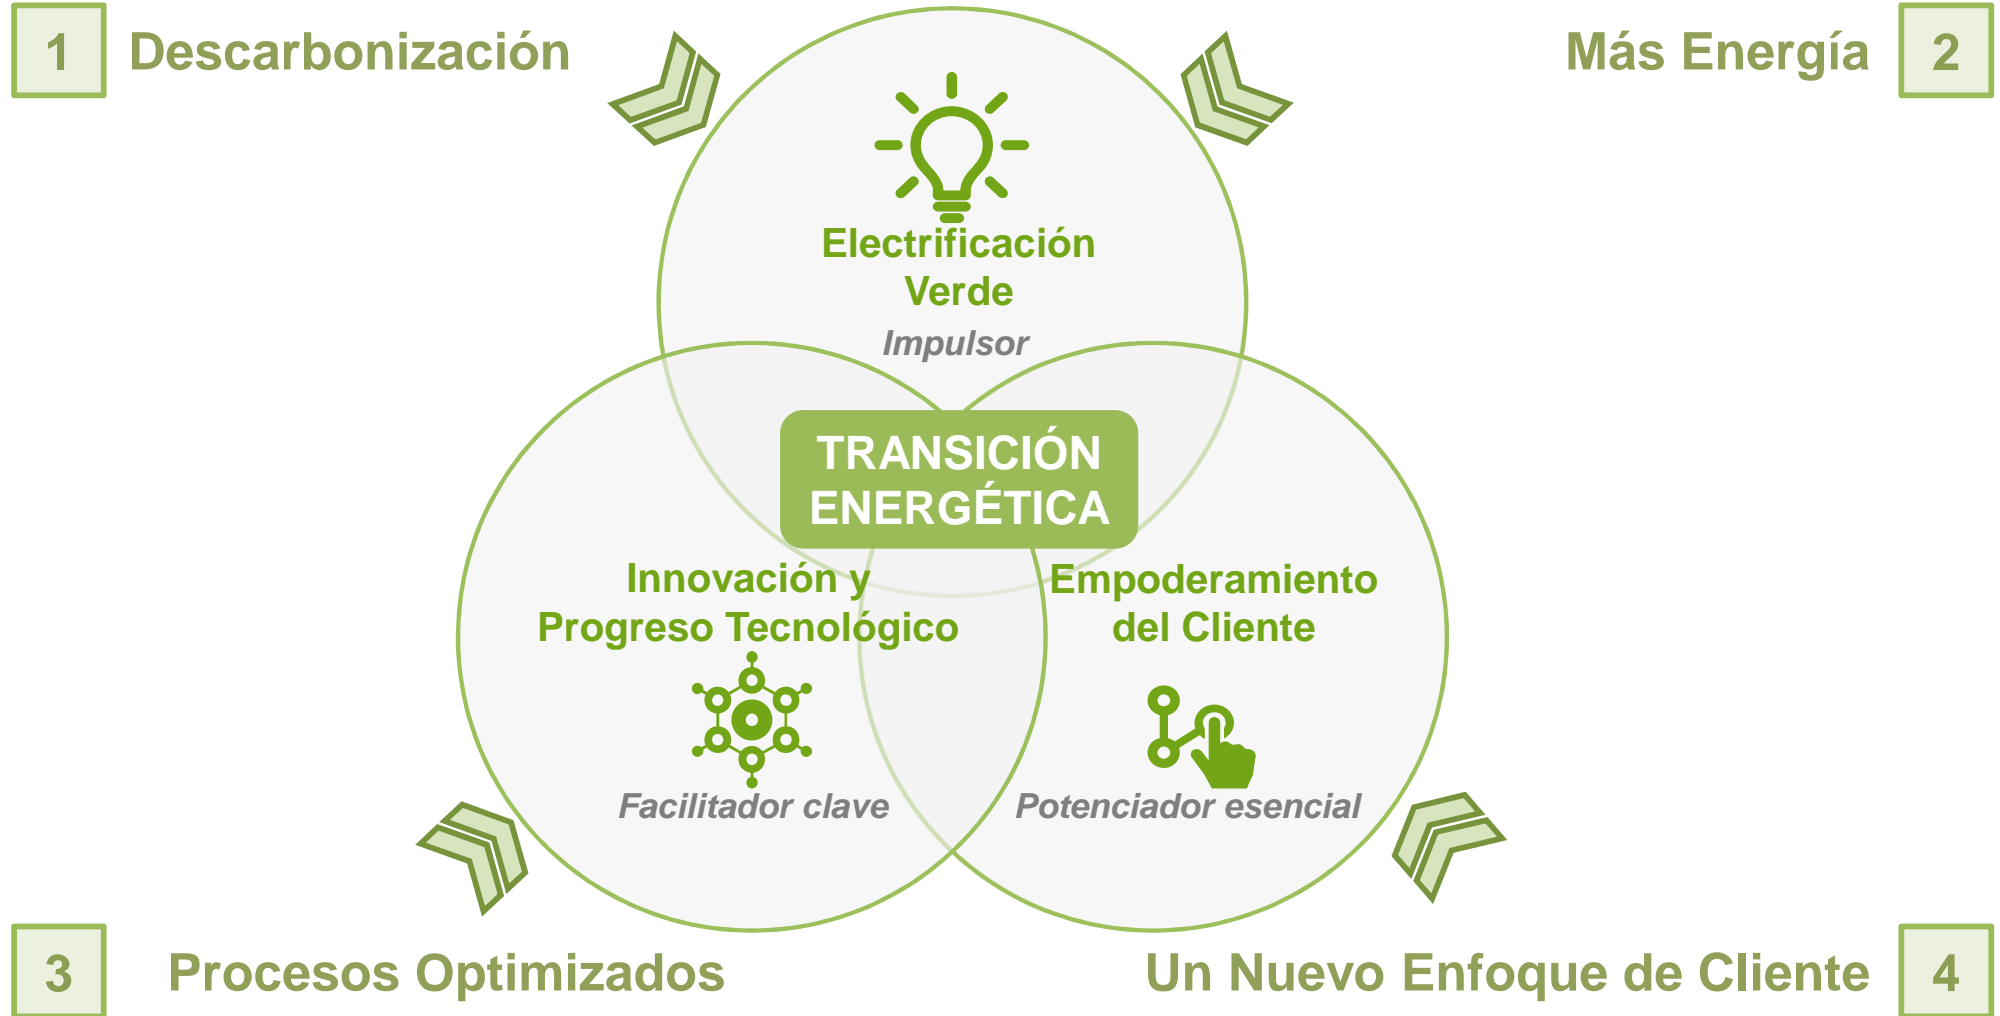 1 Descarbonización
Más Energía 2
Electrificación
Verde
Impulsor
TRANSICIÓN
ENERGÉTICA
Innovación y
Progreso Tecnológico
Facilitador clave
Empoderamiento
del Cliente
Potenciador esencial
3 Procesos Optimizados
Un Nuevo Enfoque de Cliente 4